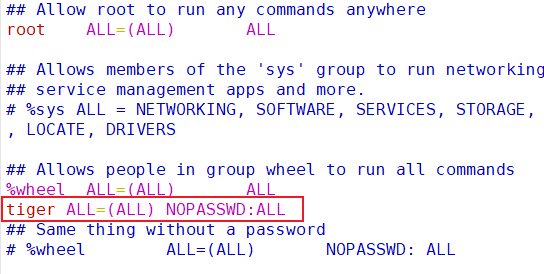 ## Allow root to run any commands anywhere
root    ALL=(ALL)       ALL
## Allows members of the 'sys' group to run networking
## service management apps and more.
# %sys ALL = NETWORKING, SOFTWARE, SERVICES, STORAGE,
, LOCATE, DRIVERS
## Allows people in group wheel to run all commands
%wheel  ALL=(ALL)       ALL
tiger ALL=(ALL) NOPASSWD:ALL
## Same thing without a password
# %wheel        ALL=(ALL)       NOPASSWD: ALL